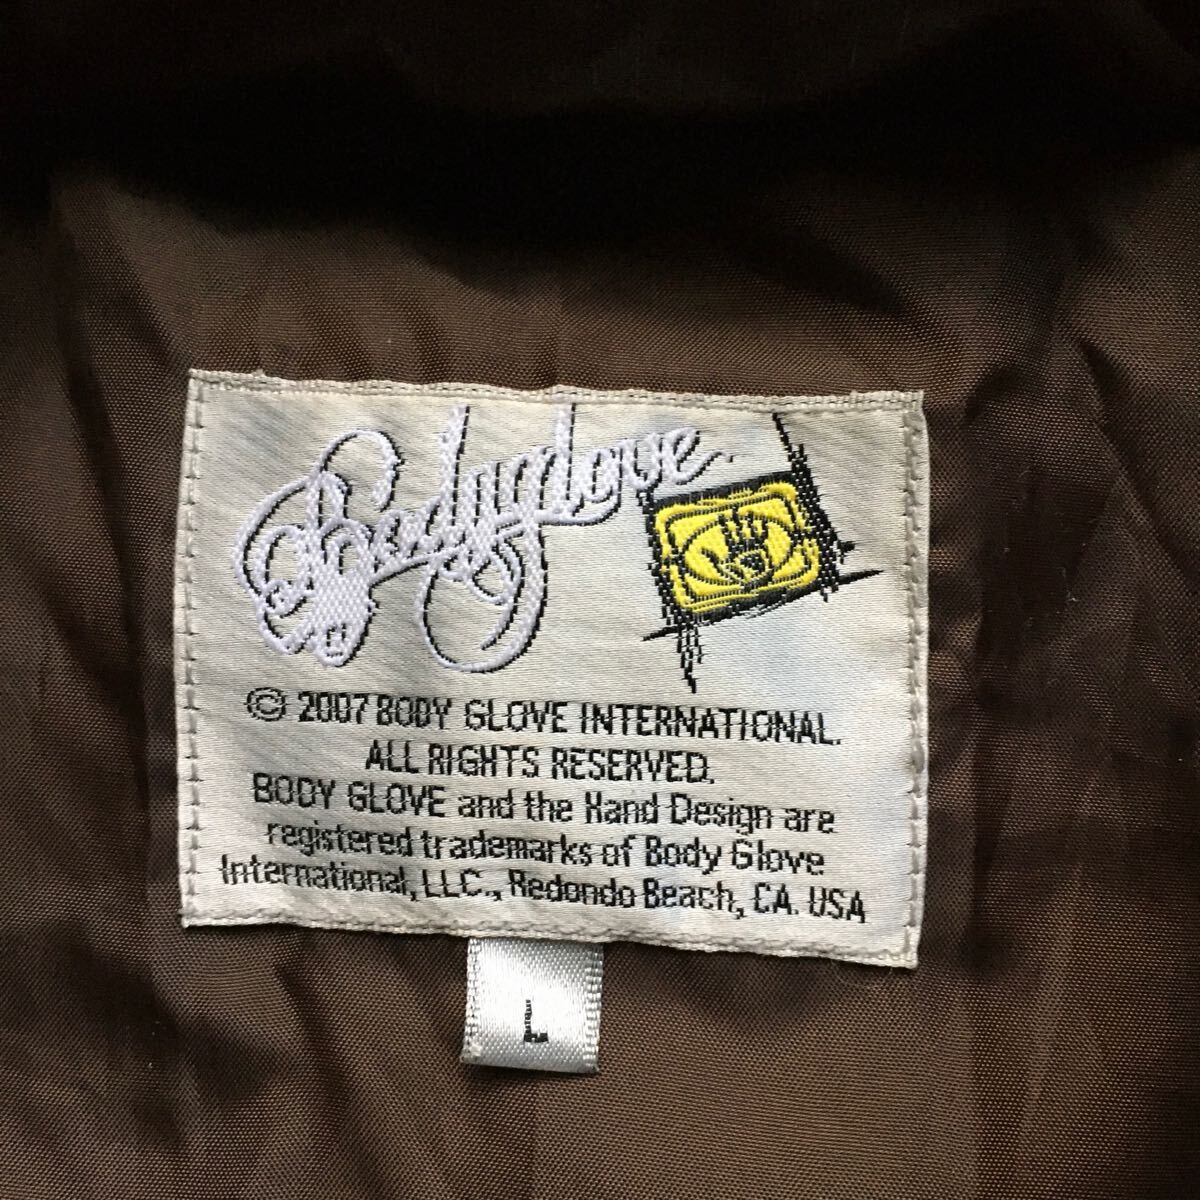 Bodyglove
© 2007 BODY GLOVE INTERNATIONAL.
ALL RIGHTS RESERVED.
BODY GLOVE and the Hand Design are
registered trademarks of Body Glove
International, LLC., Redondo Beach, CA. USA
L